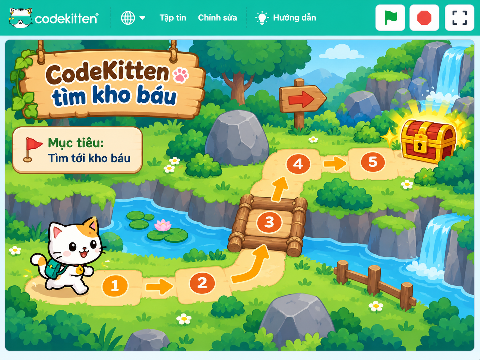 codekitten
Tập tin
Chính sửa
Hướng dẫn
CodeKitten
tìm kho báu
Mục tiêu:
Tìm tới kho báu
1
2
3
4
5